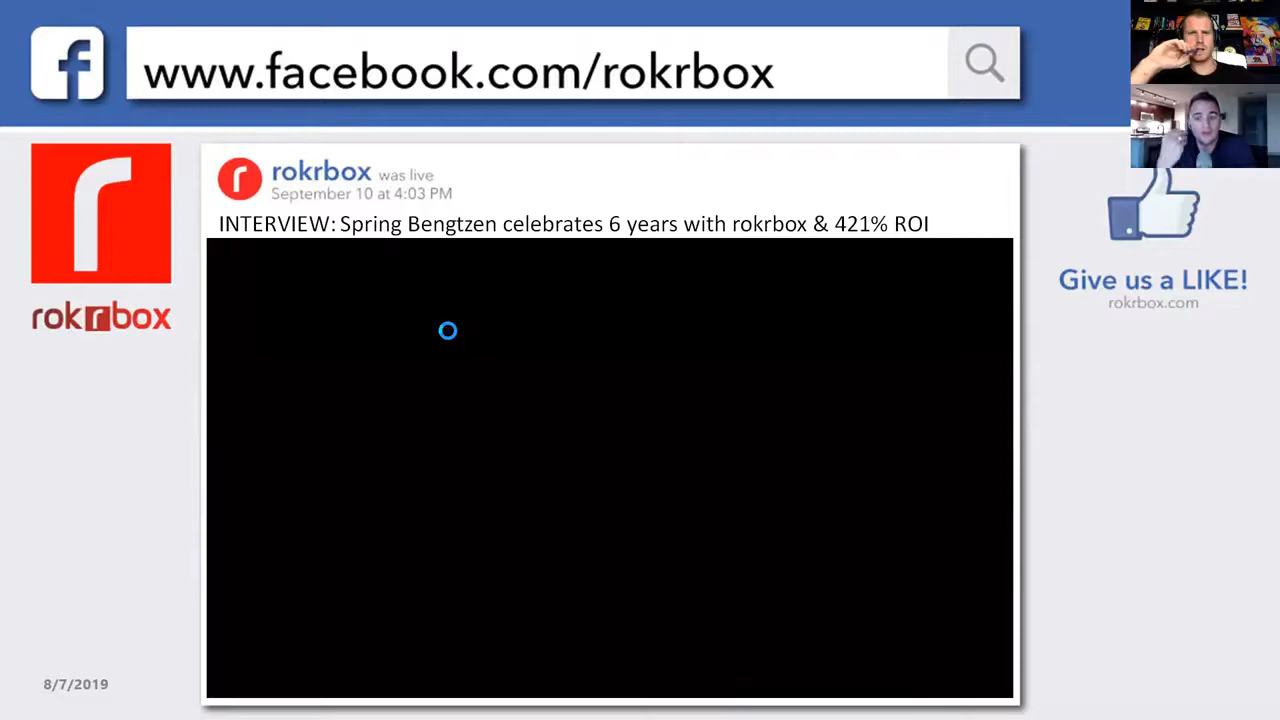 www.facebook.com/rokrbox
rokrbox was live
September 10 at 4:03 PM
INTERVIEW: Spring Bengtzen celebrates 6 years with rokrbox & 421% ROI
rokrbox
Give us a LIKE!
rokrbox.com
8/7/2019